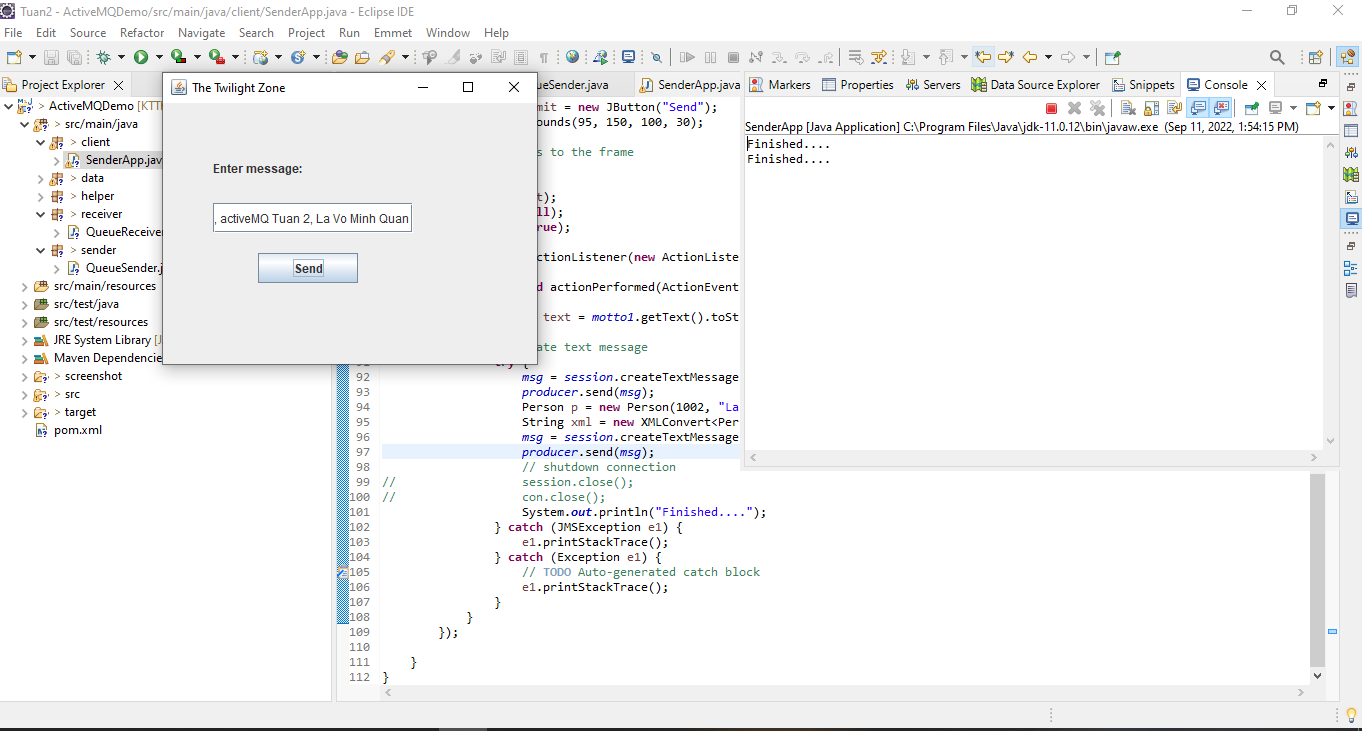 Tuan2 - ActiveMQDemo/src/main/java/client/SenderApp.java - Eclipse IDE
File Edit Source Refactor Navigate Search Project Run Emmet Window Help
Project Explorer
ActiveMQDemo [KTTK
src/main/java
client
SenderApp.java
data
helper
receiver
QueueReceive
sender
QueueSender.j
src/main/resources
src/test/java
src/test/resources
JRE System Library [J
Maven Dependencie
screenshot
src
target
pom.xml
The Twilight Zone
Enter message:
, activeMQ Tuan 2, La Vo Minh Quan
Send
ueSender.java SenderApp.java
mit = new JButton("Send");
ounds(95, 150, 100, 30);
s to the frame
t);
ll);
rue);
ctionListener(new ActionListe
d actionPerformed(ActionEvent
text = motto1.getText().toSt
ate text message
try {
92 msg = session.createTextMessage
93 producer.send(msg);
94 Person p = new Person(1002, "La
95 String xml = new XMLConvert<Per
96 msg = session.createTextMessage
97 producer.send(msg);
98 // shutdown connection
99 // session.close();
100 // con.close();
101 System.out.println("Finished....");
102 } catch (JMSException e1) {
103 e1.printStackTrace();
104 } catch (Exception e1) {
105 // TODO Auto-generated catch block
106 e1.printStackTrace();
107 }
108 }
109 });
110
111 }
112 }
Markers Properties Servers Data Source Explorer Snippets Console
SenderApp [Java Application] C:\Program Files\Java\jdk-11.0.12\bin\javaw.exe (Sep 11, 2022, 1:54:15 PM)
Finished....
Finished....